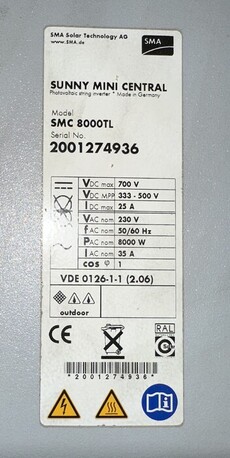 SMA Solar Technology AG
www.SMA.de
SMA
SUNNY MINI CENTRAL
Photovoltaic string inverter * Made in Germany
Model
SMC 8000TL
Serial No.
2001274936
VDC max 700 V
VDC MPP 333 - 500 V
IDC max 25 A
VAC nom 230 V
fAC nom 50/60 Hz
PAC nom 8000 W
IAC nom 35 A
cos φ 1
VDE 0126-1-1 (2.06)
outdoor
CE
RAL
*2001274936*